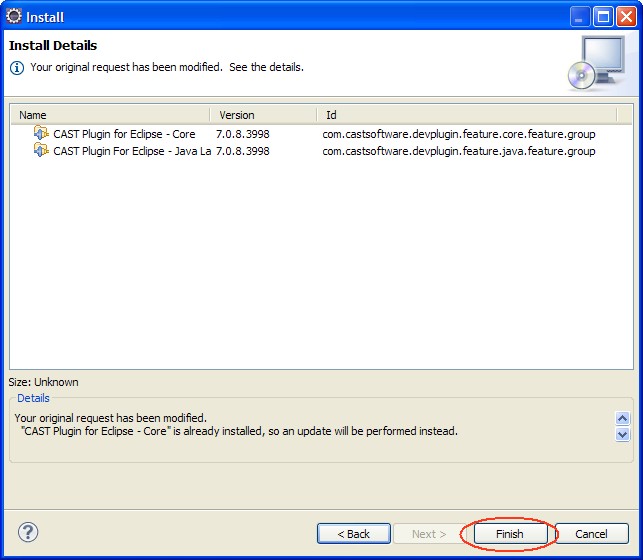 Install
Install Details
Your original request has been modified.  See the details.
Name Version Id
CAST Plugin for Eclipse - Core 7.0.8.3998 com.castsoftware.devplugin.feature.core.feature.group
CAST Plugin For Eclipse - Java La 7.0.8.3998 com.castsoftware.devplugin.feature.java.feature.group
Size: Unknown
Details
Your original request has been modified.
"CAST Plugin for Eclipse - Core" is already installed, so an update will be performed instead.
? < Back Next > Finish Cancel